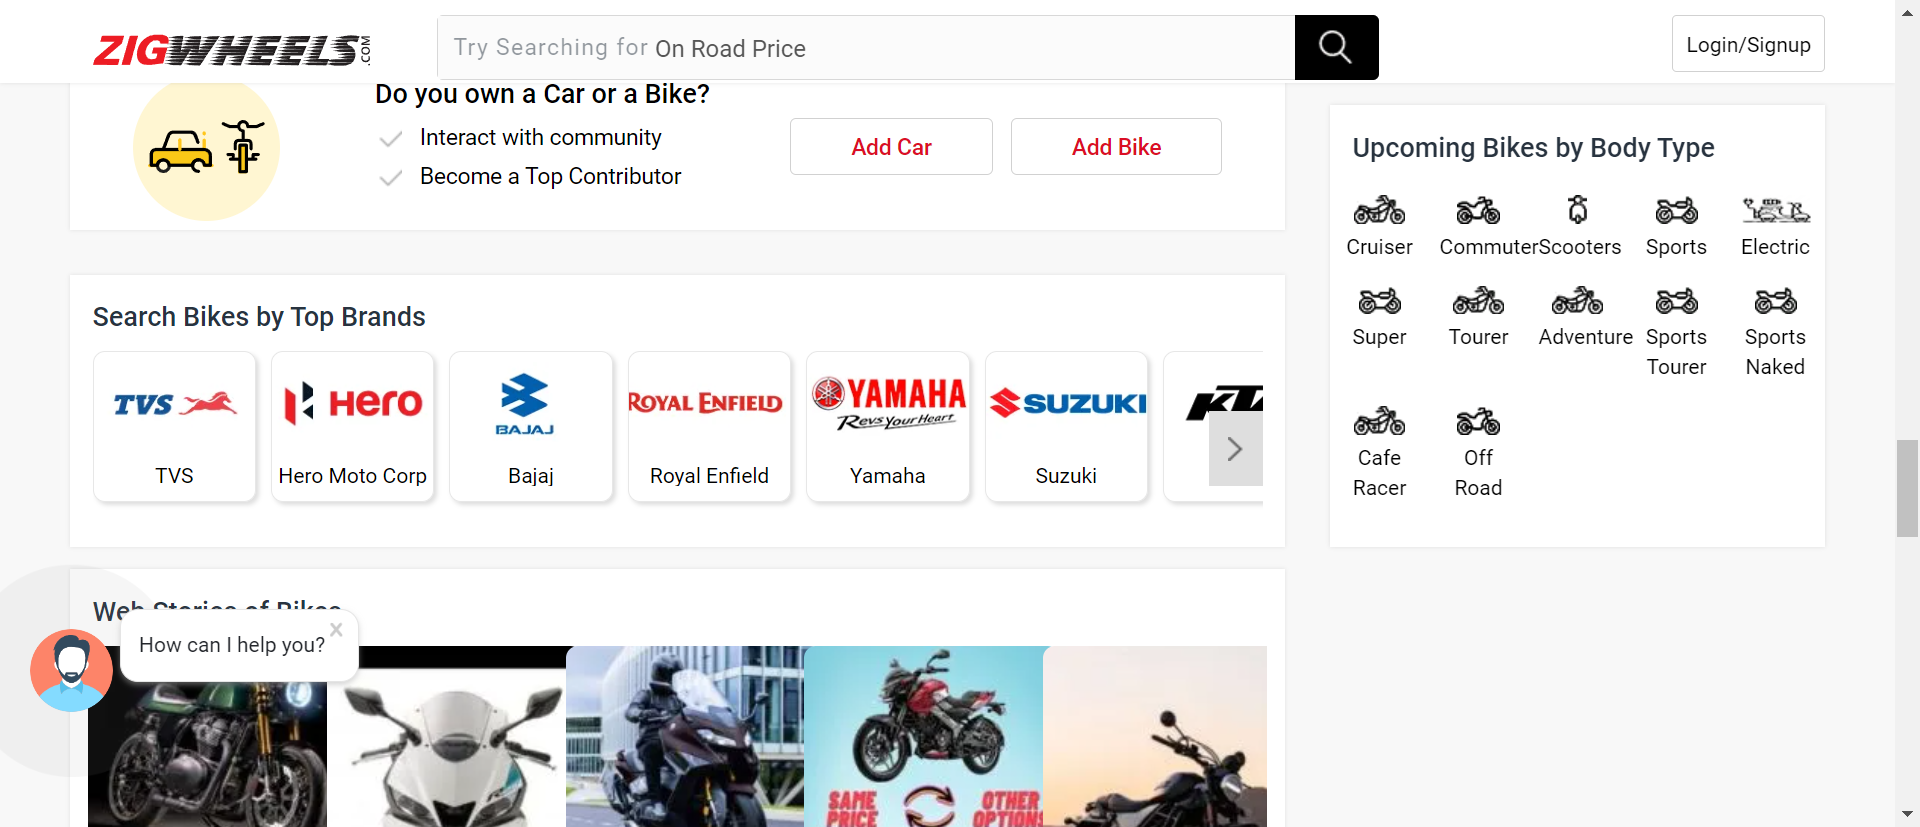 ZIGWHEELS.COM
Try Searching for On Road Price
Login/Signup
Do you own a Car or a Bike?
Interact with community
Become a Top Contributor
Add Car
Add Bike
Upcoming Bikes by Body Type
Cruiser
Commuter
Scooters
Sports
Electric
Super
Tourer
Adventure
Sports
Tourer
Sports
Naked
Cafe
Racer
Off
Road
Search Bikes by Top Brands
TVS
TVS
Hero
Hero Moto Corp
BAJAJ
Bajaj
ROYAL ENFIELD
Royal Enfield
YAMAHA
Revs Your Heart
Yamaha
SUZUKI
Suzuki
Web Stories of Bikes
How can I help you?
SAME
PRICE
OTHER
OPTIONS